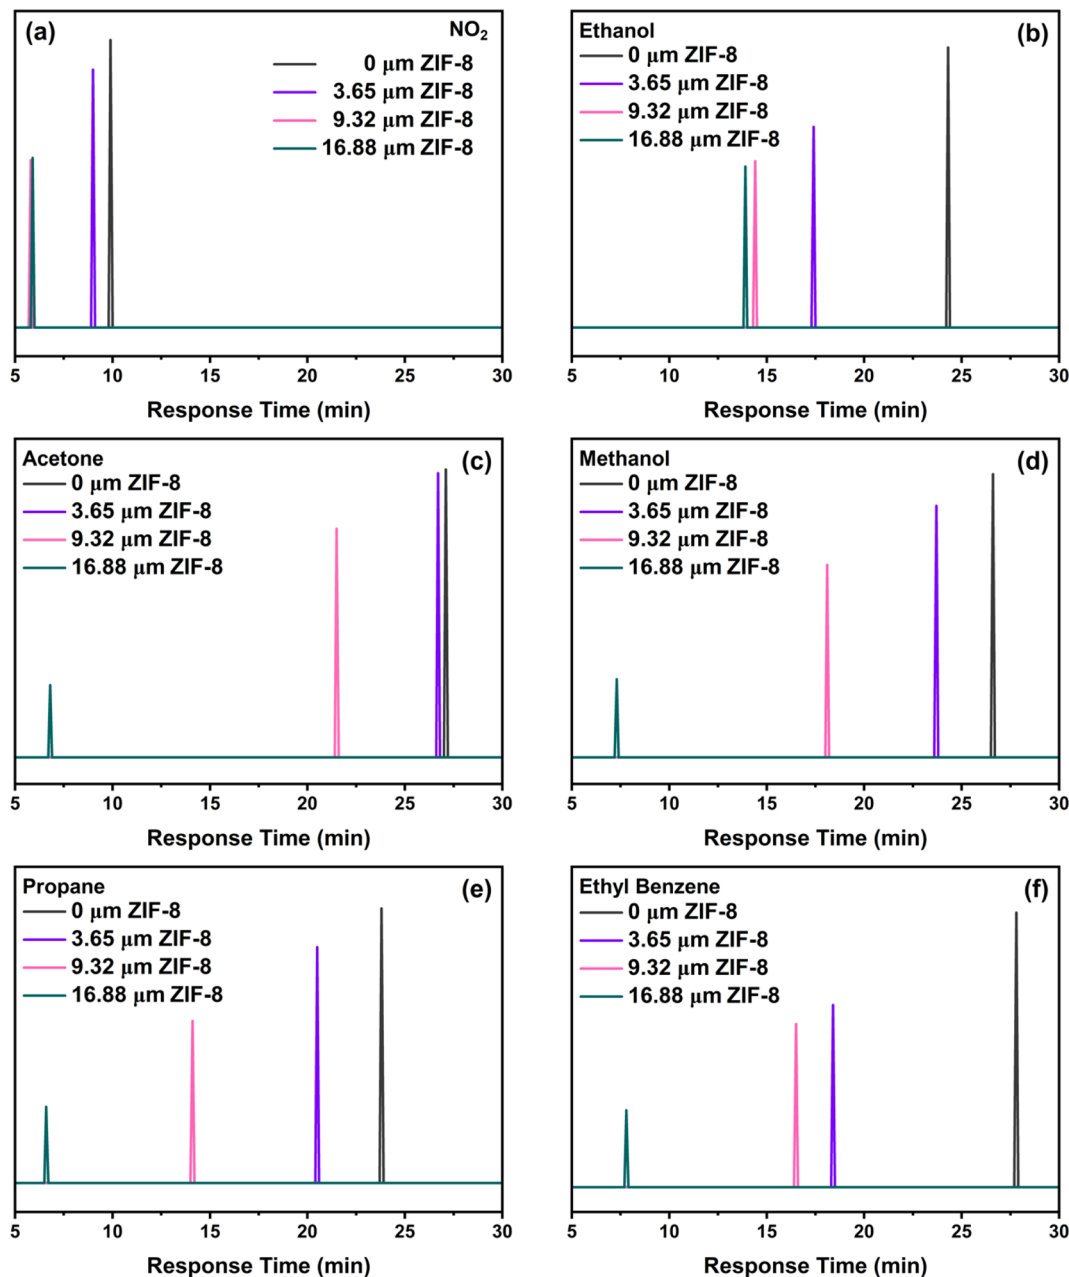 (a)
NO₂
0 μm ZIF-8
3.65 μm ZIF-8
9.32 μm ZIF-8
16.88 μm ZIF-8
5 10 15 20 25 30
Response Time (min)
Ethanol
(b)
0 μm ZIF-8
3.65 μm ZIF-8
9.32 μm ZIF-8
16.88 μm ZIF-8
5 10 15 20 25 30
Response Time (min)
Acetone
(c)
0 μm ZIF-8
3.65 μm ZIF-8
9.32 μm ZIF-8
16.88 μm ZIF-8
5 10 15 20 25 30
Response Time (min)
Methanol
(d)
0 μm ZIF-8
3.65 μm ZIF-8
9.32 μm ZIF-8
16.88 μm ZIF-8
5 10 15 20 25 30
Response Time (min)
Propane
(e)
0 μm ZIF-8
3.65 μm ZIF-8
9.32 μm ZIF-8
16.88 μm ZIF-8
5 10 15 20 25 30
Response Time (min)
Ethyl Benzene
(f)
0 μm ZIF-8
3.65 μm ZIF-8
9.32 μm ZIF-8
16.88 μm ZIF-8
5 10 15 20 25 30
Response Time (min)